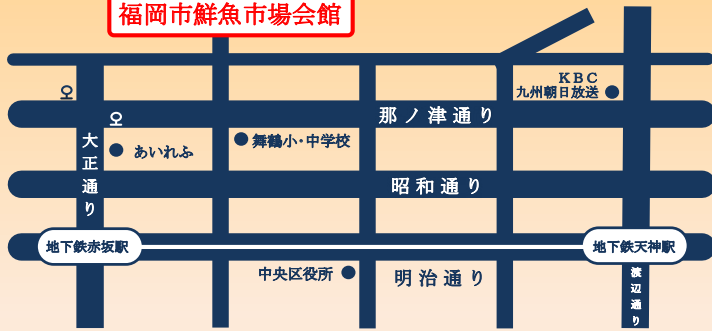 福岡市鮮魚市場会館
KBC
九州朝日放送
那ノ津通り
大正通り
あいれふ
舞鶴小・中学校
昭和通り
地下鉄赤坂駅
地下鉄天神駅
中央区役所
明治通り
渡辺通り